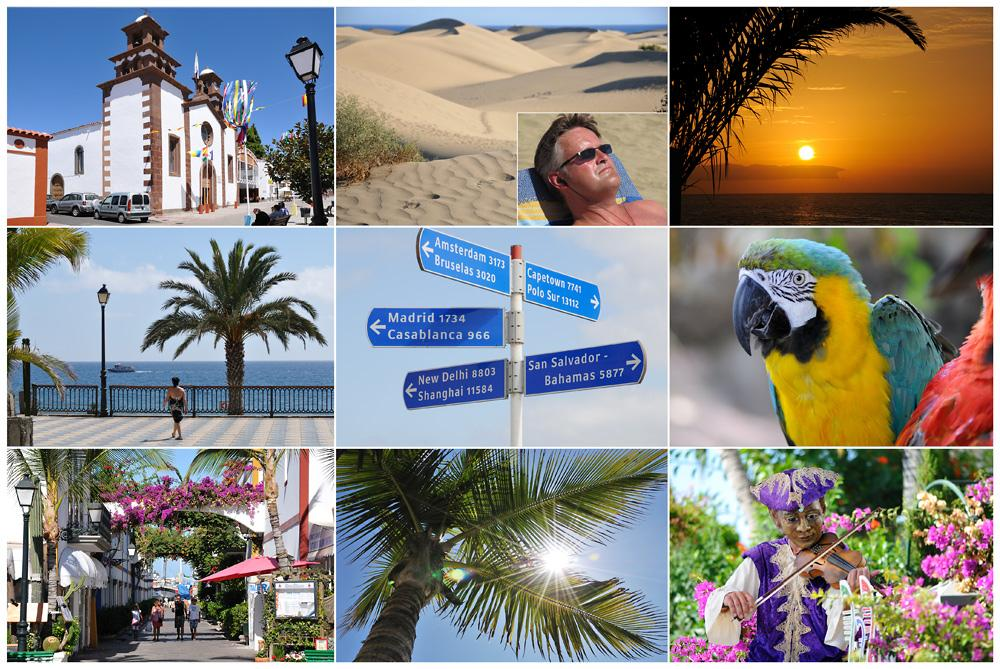 Amsterdam 3173
Bruselas 3020
Capetown 7741
Polo Sur 13112
Madrid 1734
Casablanca 966
San Salvador -
Bahamas 5877
New Delhi 8803
Shanghai 11584